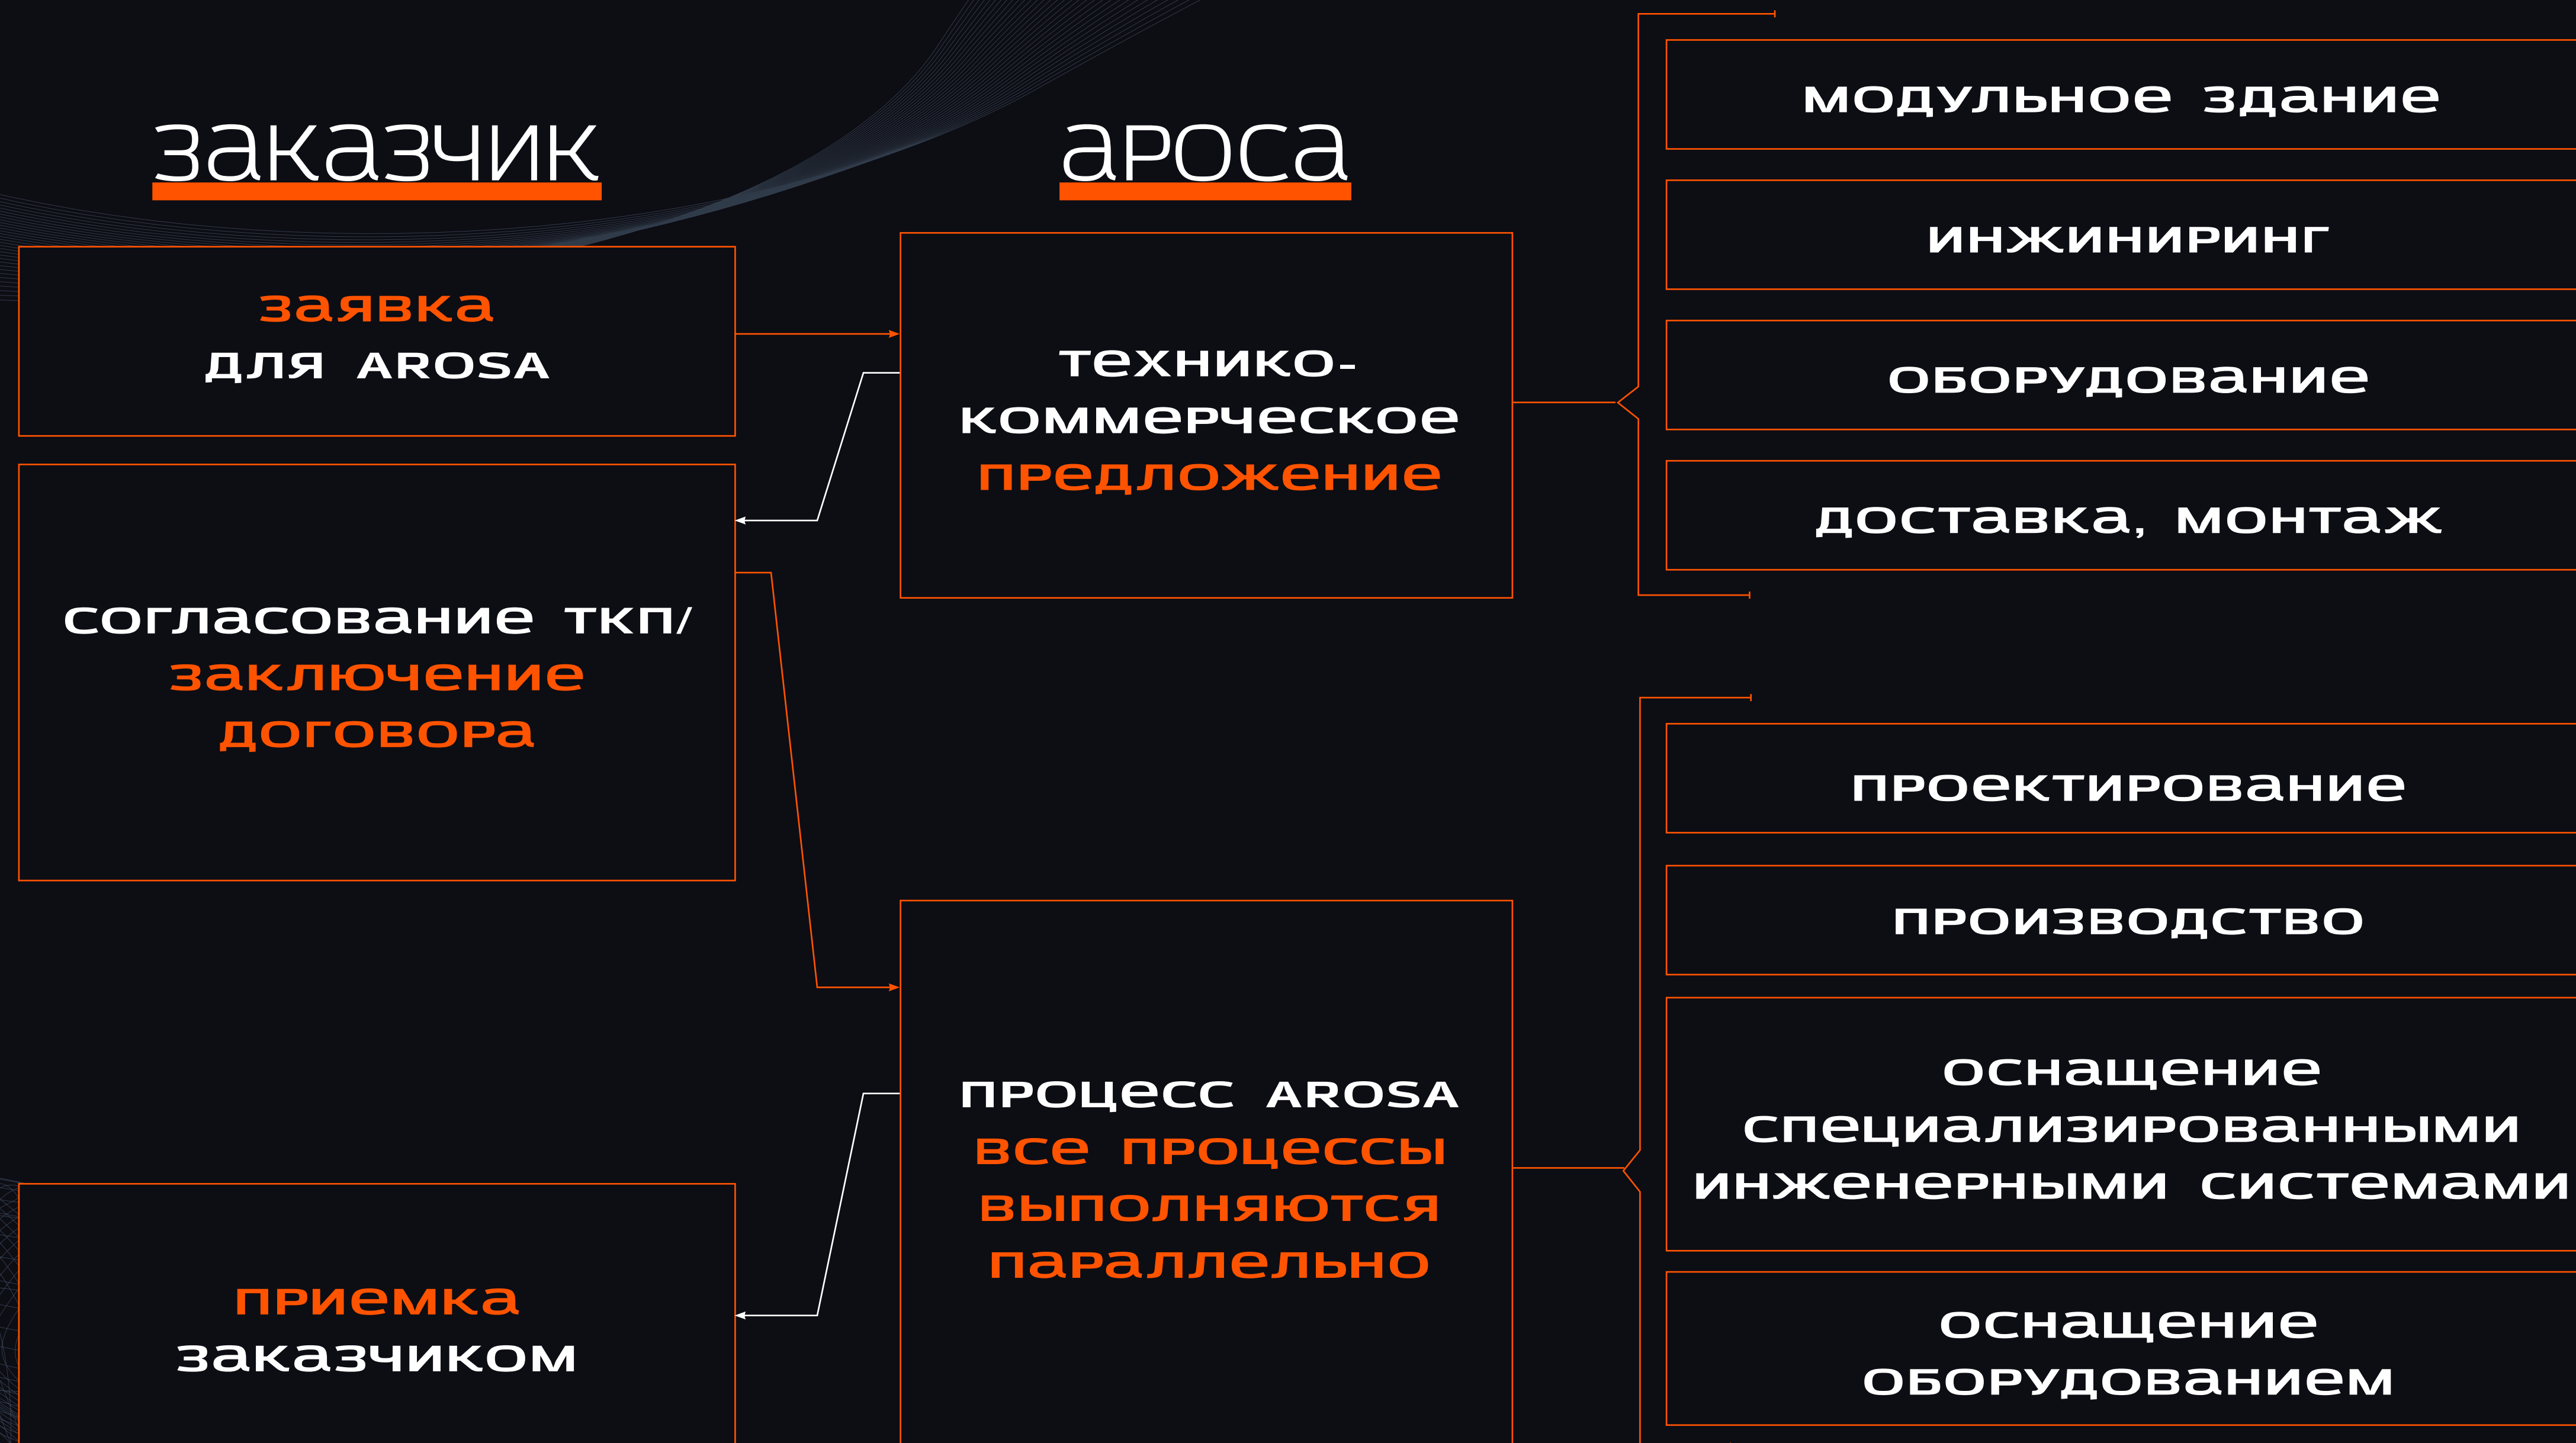 заказчик
ароса
заявка
для AROSA
согласование ткп/
заключение
договора
приемка
заказчиком
технико-
коммерческое
предложение
процесс AROSA
все процессы
выполняются
параллельно
модульное здание
инжиниринг
оборудование
доставка, монтаж
проектирование
производство
оснащение
специализированными
инженерными системами
оснащение
оборудованием